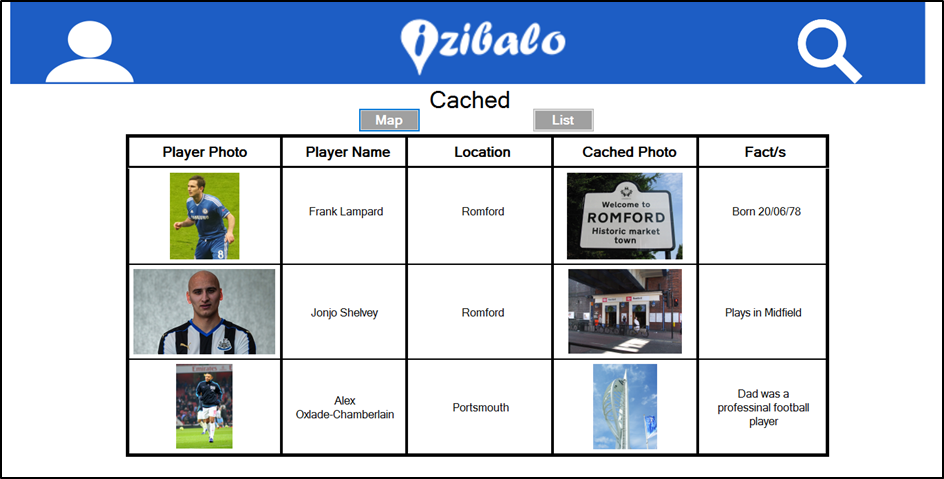 izibalo
Cached
Map
List
Player Photo
Player Name
Location
Cached Photo
Fact/s
8
Frank Lampard
Romford
Welcome to
ROMFORD
Historic market
town
Born 20/06/78
Jonjo Shelvey
Romford
Plays in Midfield
Alex
Oxlade-Chamberlain
Portsmouth
Dad was a
professinal football
player